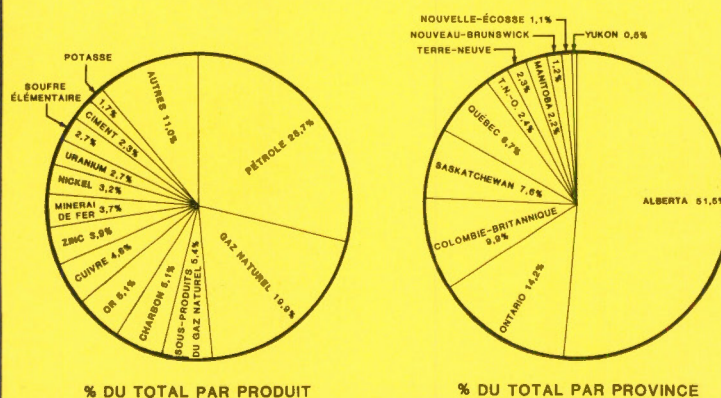 POTASSE
SOUFRE
ÉLÉMENTAIRE
AUTRES 11,0%
1,7%
CIMENT 2,3%
2,7%
URANIUM 2,7%
NICKEL 3,2%
MINERAI
DE FER 3,7%
ZINC 3,9%
CUIVRE 4,6%
OR 5,1%
CHARBON 5,1%
SOUS-PRODUITS
DU GAZ NATUREL 5,4%
GAZ NATUREL 19,9%
PÉTROLE 28,7%
% DU TOTAL PAR PRODUIT
NOUVELLE-ÉCOSSE 1,1%
NOUVEAU-BRUNSWICK
TERRE-NEUVE
YUKON 0,5%
1,2%
MANITOBA 2,2%
2,3%
T.N.-O. 2,4%
QUÉBEC 6,7%
SASKATCHEWAN 7,6%
COLOMBIE-BRITANNIQUE
9,9%
ONTARIO 14,2%
ALBERTA 51,5%
% DU TOTAL PAR PROVINCE